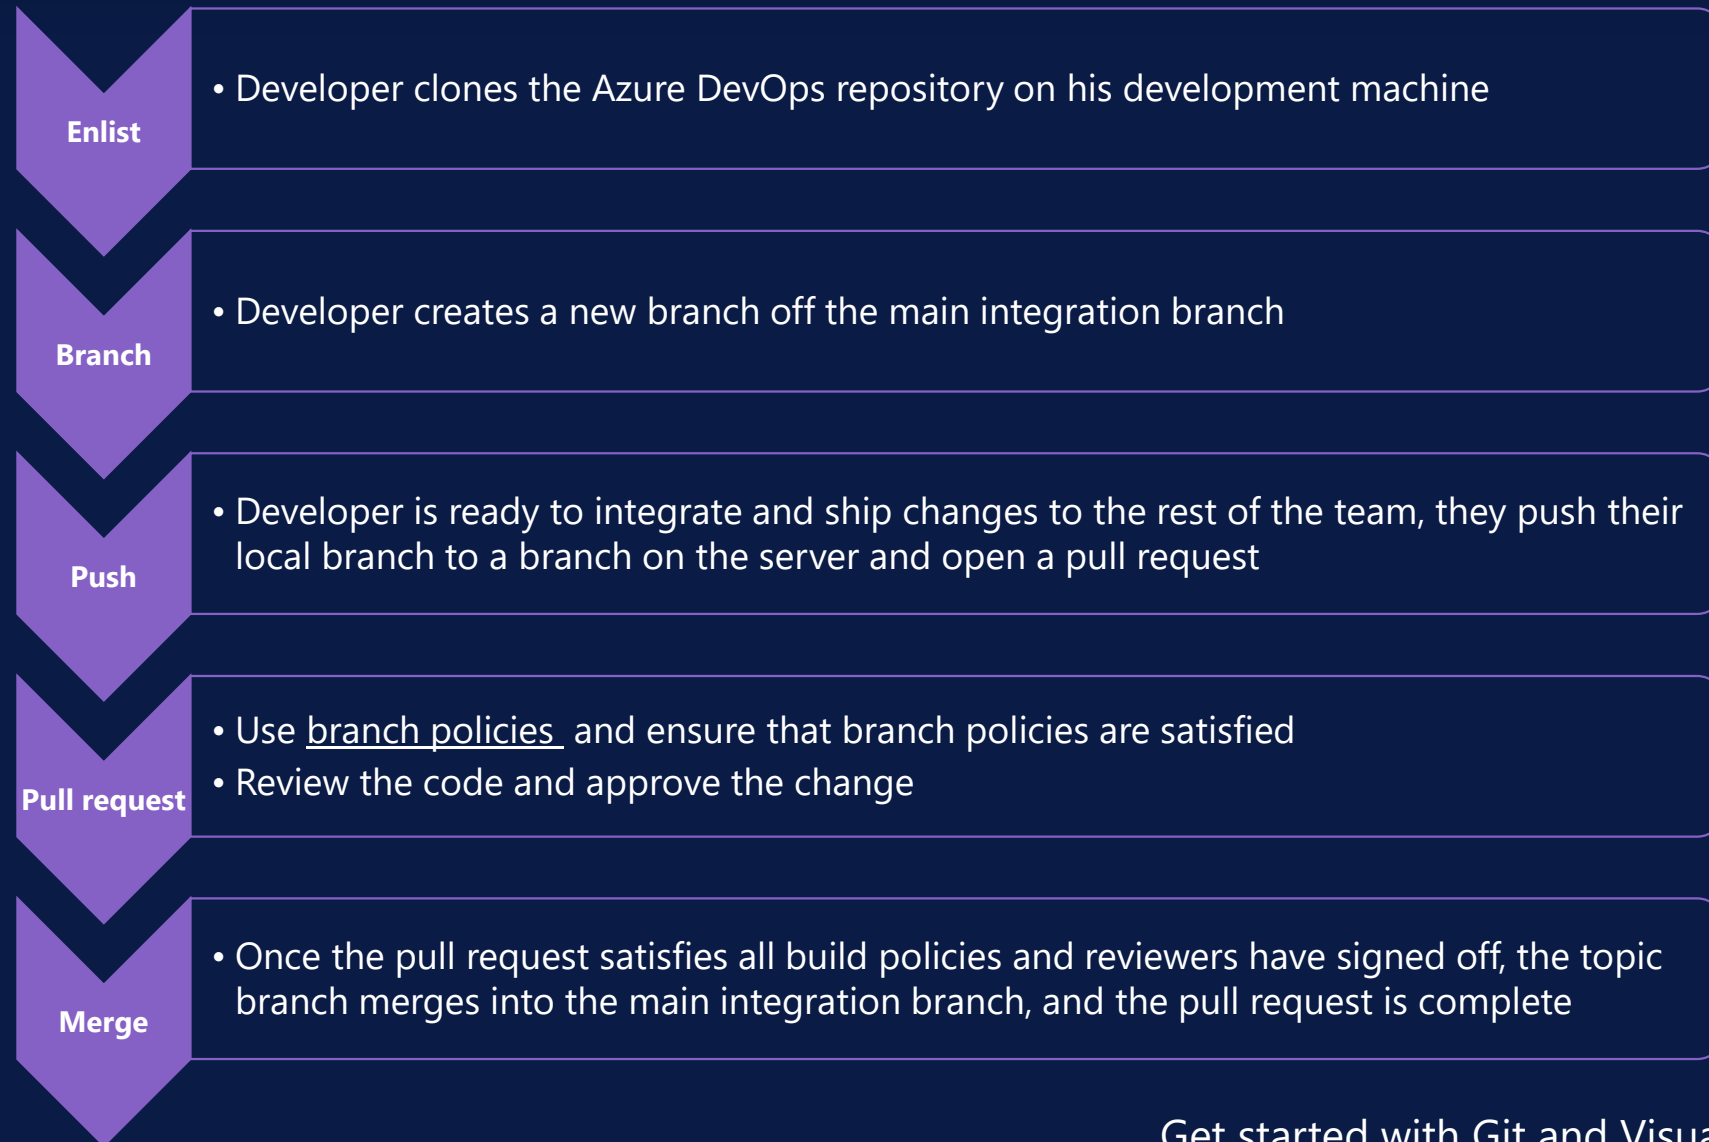 Enlist
• Developer clones the Azure DevOps repository on his development machine
Branch
• Developer creates a new branch off the main integration branch
Push
• Developer is ready to integrate and ship changes to the rest of the team, they push their
local branch to a branch on the server and open a pull request
Pull request
• Use branch policies and ensure that branch policies are satisfied
• Review the code and approve the change
Merge
• Once the pull request satisfies all build policies and reviewers have signed off, the topic
branch merges into the main integration branch, and the pull request is complete
Get started with Git and